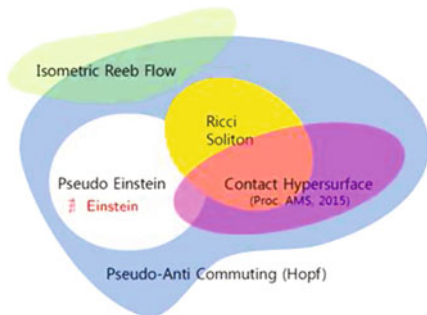 Isometric Reeb Flow
Ricci
Soliton
Pseudo Einstein
∄ Einstein
Contact Hypersurface
(Proc. AMS, 2015)
Pseudo-Anti Commuting (Hopf)